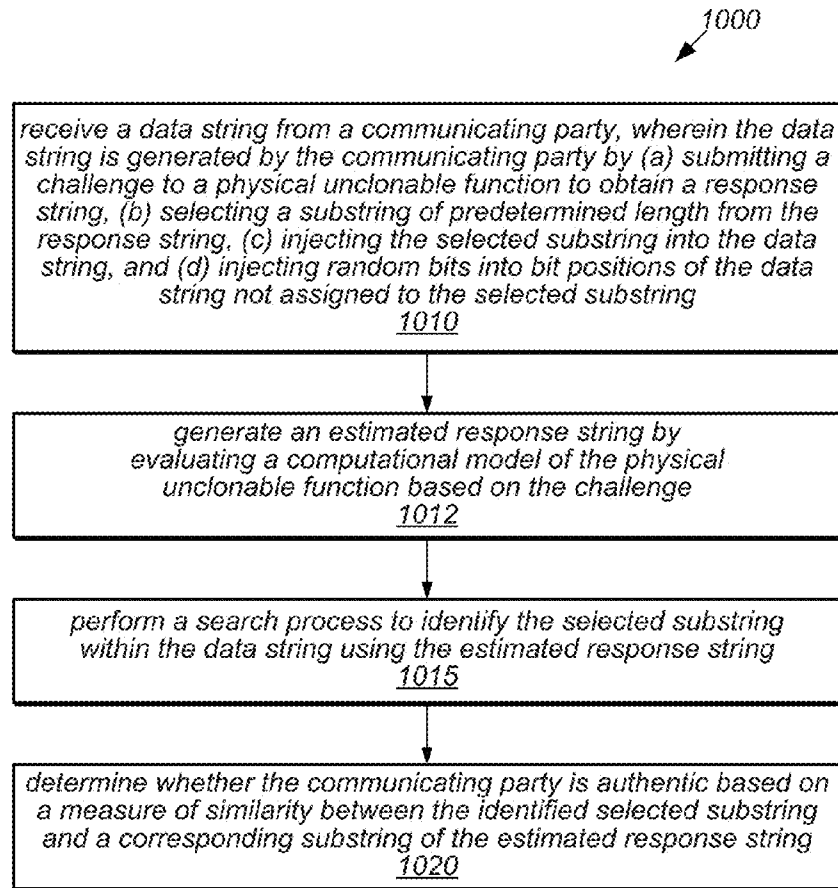 1000
receive a data string from a communicating party, wherein the data
string is generated by the communicating party by (a) submitting a
challenge to a physical unclonable function to obtain a response
string, (b) selecting a substring of predetermined length from the
response string, (c) injecting the selected substring into the data
string, and (d) injecting random bits into bit positions of the data
string not assigned to the selected substring
1010
generate an estimated response string by
evaluating a computational model of the physical
unclonable function based on the challenge
1012
perform a search process to identify the selected substring
within the data string using the estimated response string
1015
determine whether the communicating party is authentic based on
a measure of similarity between the identified selected substring
and a corresponding substring of the estimated response string
1020